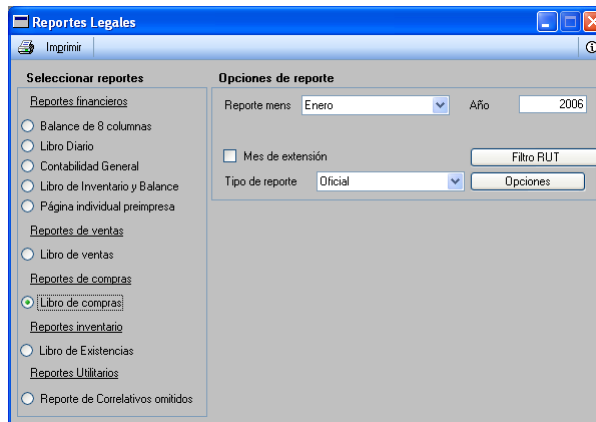 Reportes Legales
Imprimir
Seleccionar reportes
Reportes financieros
Balance de 8 columnas
Libro Diario
Contabilidad General
Libro de Inventario y Balance
Página individual preimpresa
Reportes de ventas
Libro de ventas
Reportes de compras
Libro de compras
Reportes inventario
Libro de Existencias
Reportes Utilitarios
Reporte de Correlativos omitidos
Opciones de reporte
Reporte mens Enero Año 2006
Mes de extensión Filtro RUT
Tipo de reporte Oficial Opciones